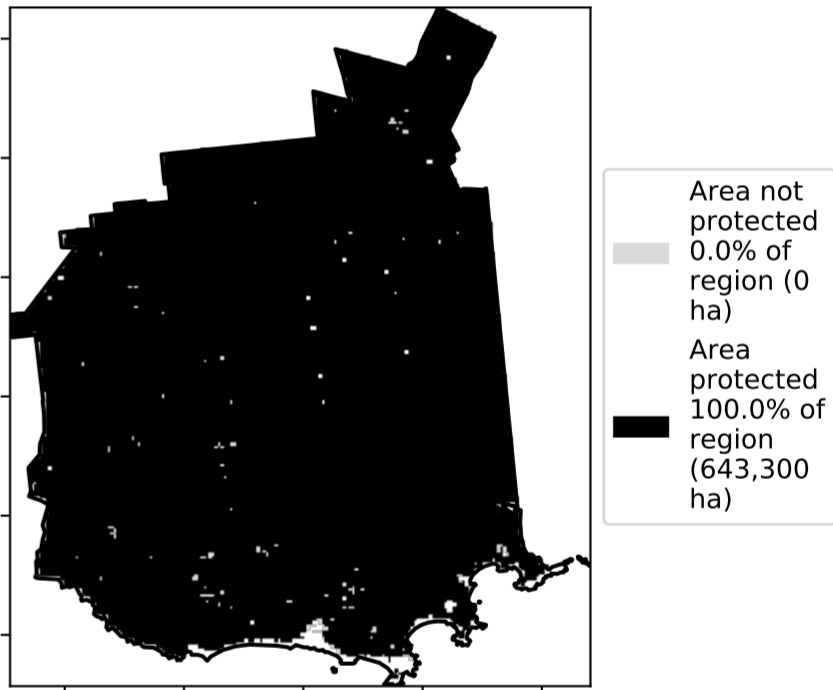 Area not
protected
0.0% of
region (0
ha)
Area
protected
100.0% of
region
(643,300
ha)